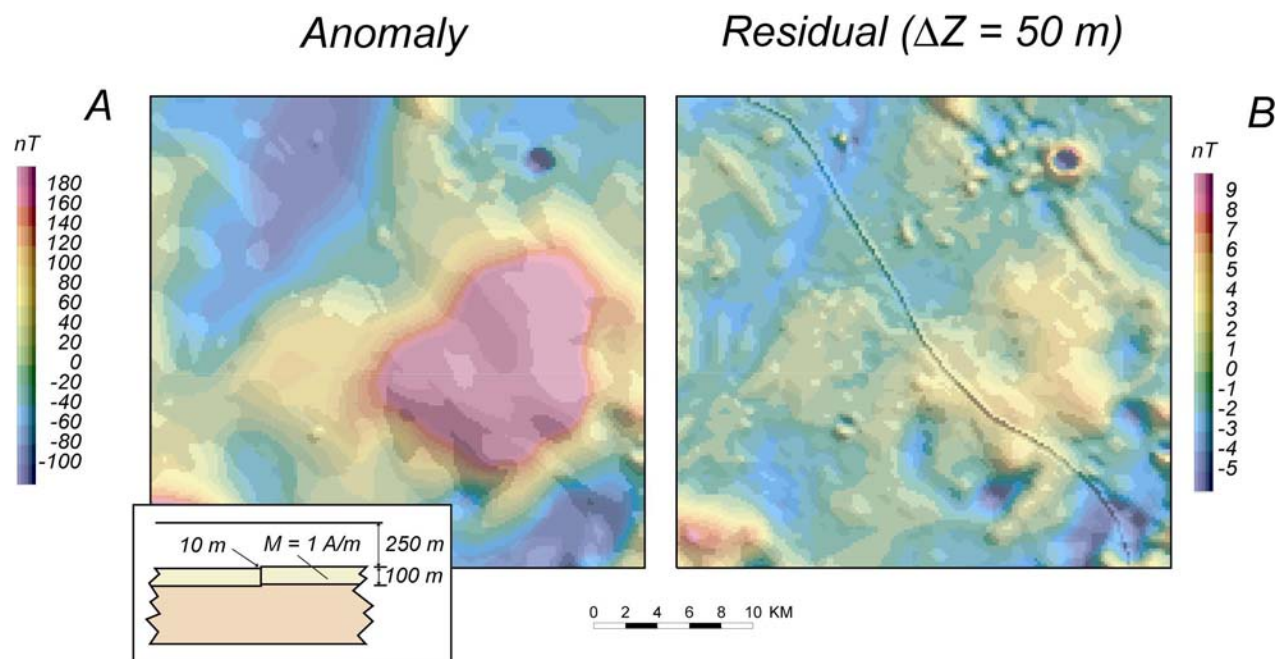 Anomaly
Residual (ΔZ = 50 m)
A
nT
180
160
140
120
100
80
60
40
20
0
-20
-40
-60
-80
-100
B
nT
9
8
7
6
5
4
3
2
1
0
-1
-2
-3
-4
-5
10 m
M = 1 A/m
250 m
100 m
0 2 4 6 8 10 KM